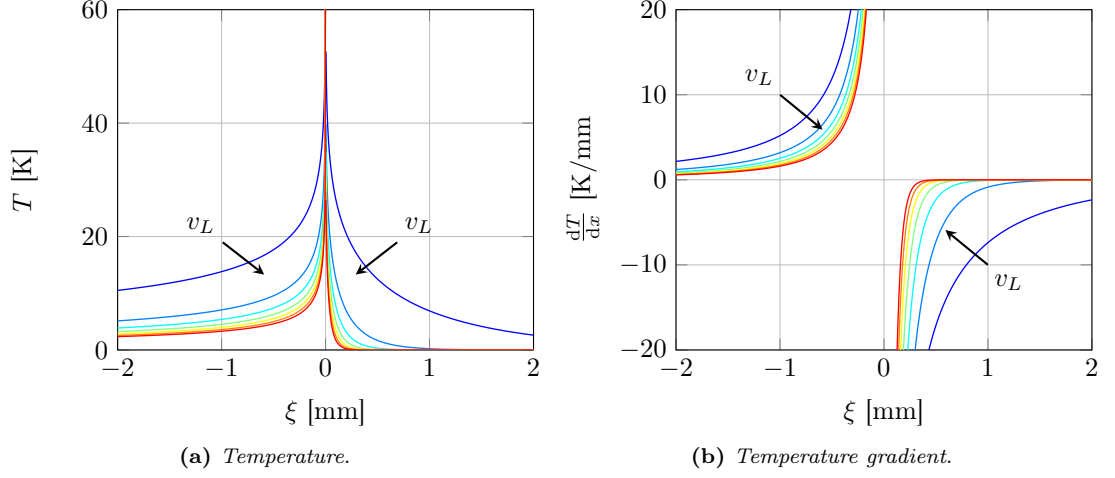 60
40
20
0
T [K]
v_L
v_L
−2
−1
0
1
2
ξ [mm]
(a) Temperature.
20
10
0
−10
−20
dT/dx [K/mm]
v_L
v_L
−2
−1
0
1
2
ξ [mm]
(b) Temperature gradient.